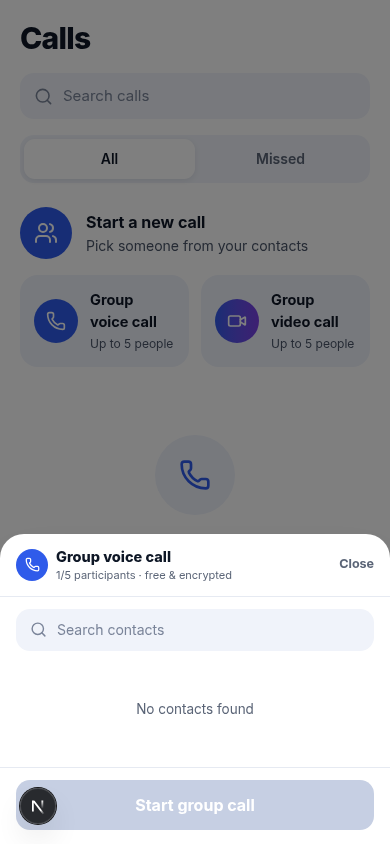 Calls
Search calls
All
Missed
Start a new call
Pick someone from your contacts
Group
voice call
Up to 5 people
Group
video call
Up to 5 people
Group voice call
1/5 participants · free & encrypted
Close
Search contacts
No contacts found
N
Start group call